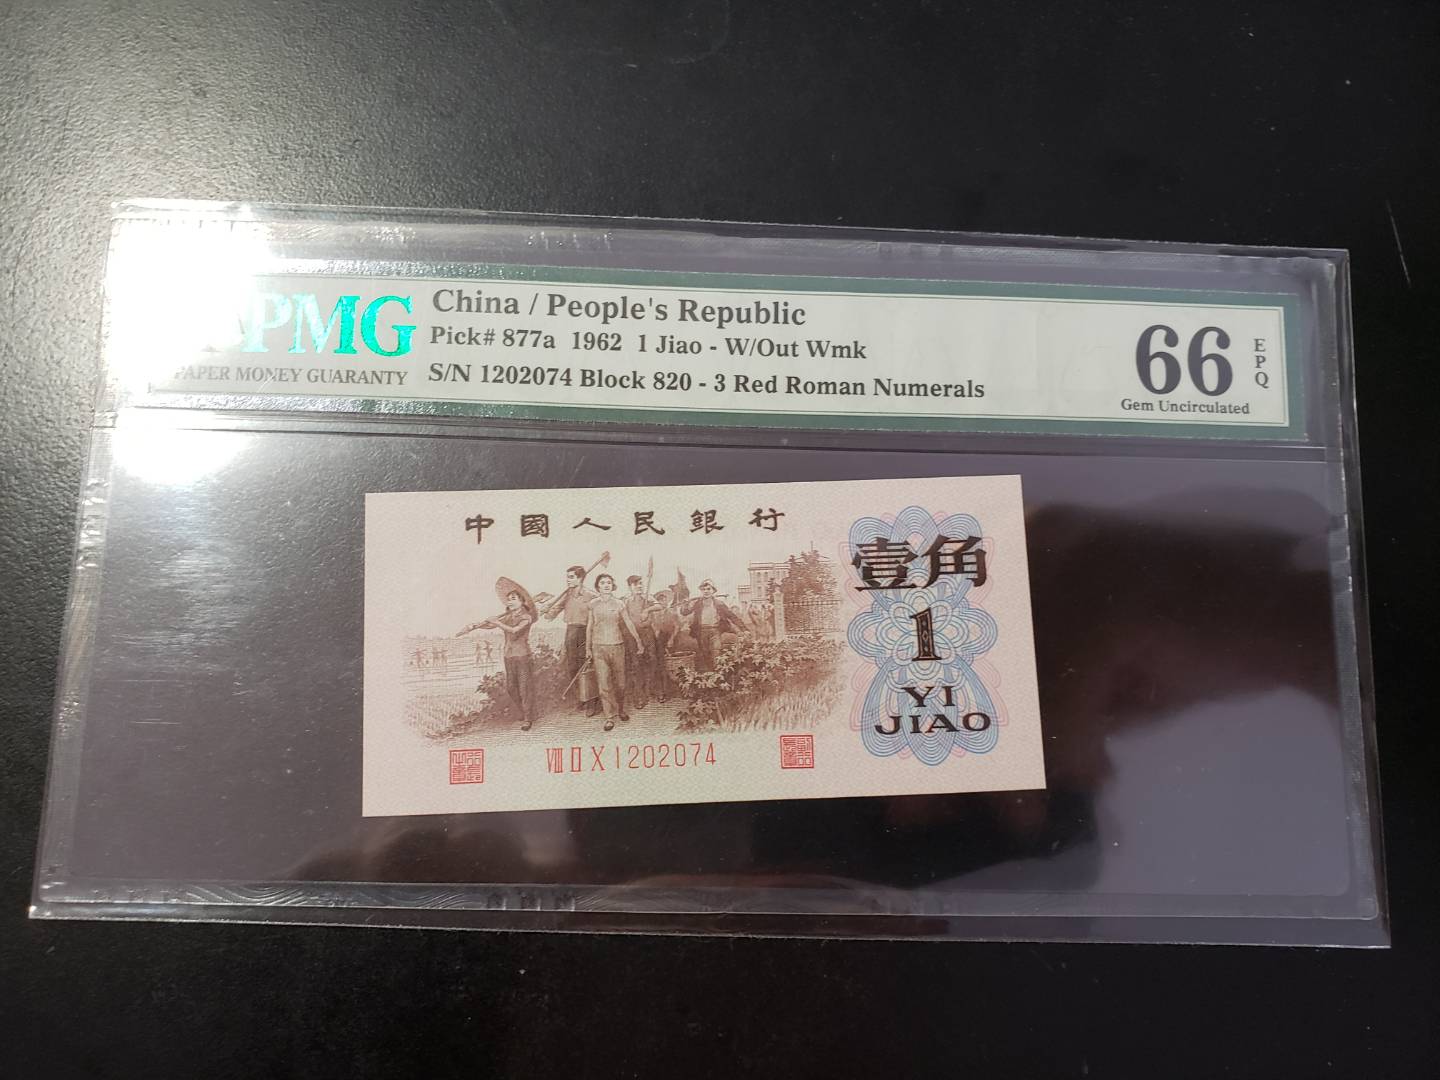 PMG
PAPER MONEY GUARANTY
China / People's Republic
Pick# 877a 1962 1 Jiao - W/Out Wmk
S/N 1202074 Block 820 - 3 Red Roman Numerals
66
EPQ
Gem Uncirculated
中國人民銀行
壹角
1
YI
JIAO
VIII II X 1202074